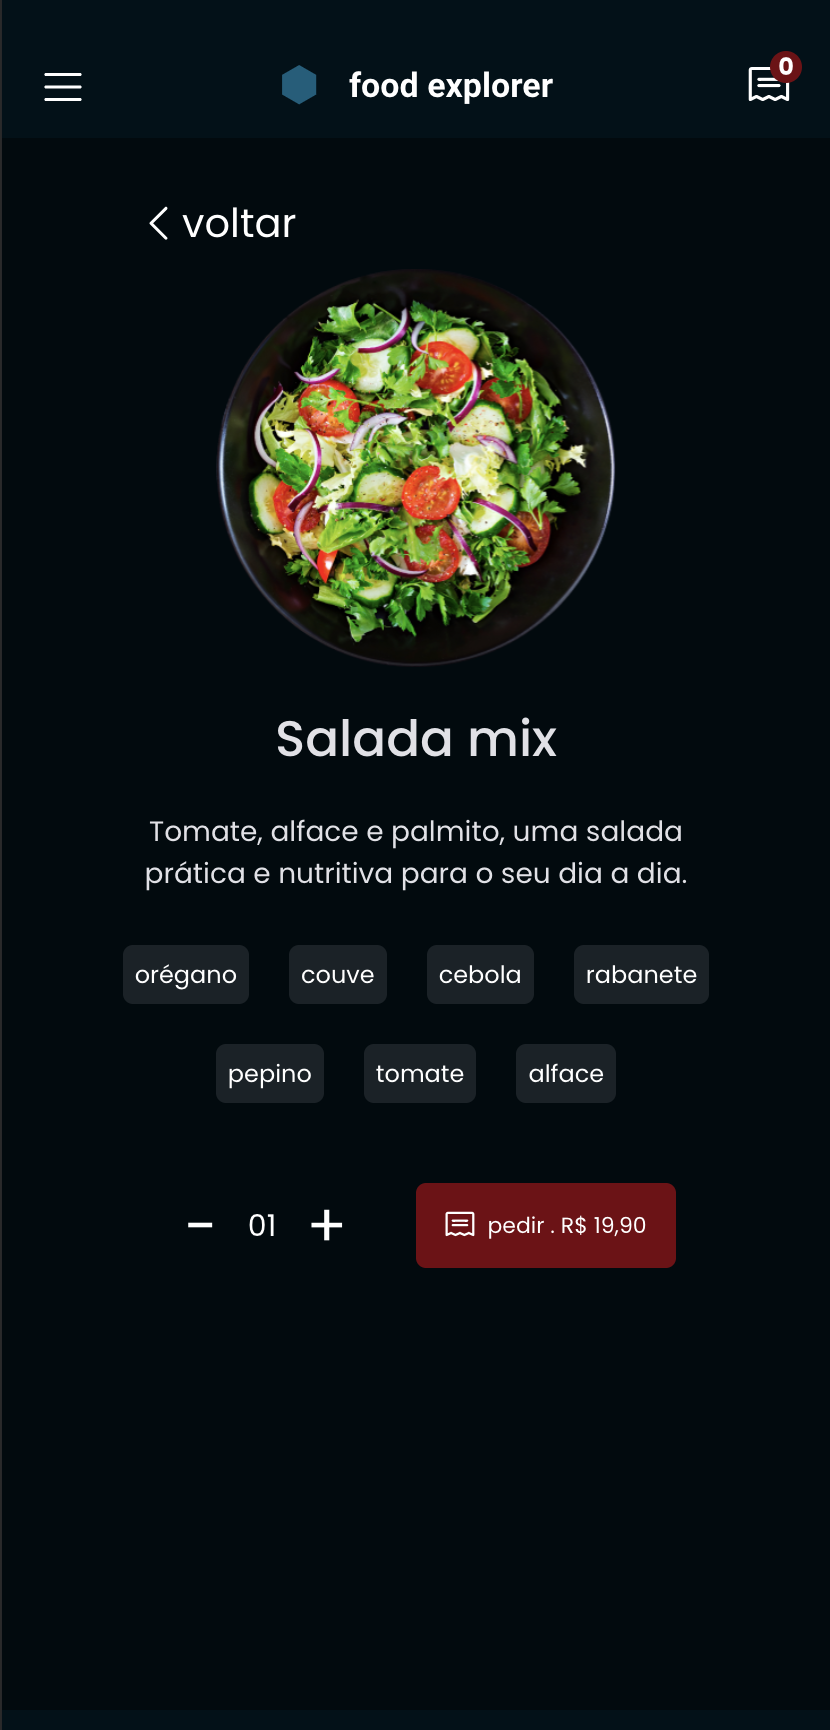 food explorer
0
voltar
Salada mix
Tomate, alface e palmito, uma salada
prática e nutritiva para o seu dia a dia.
orégano couve cebola rabanete
pepino tomate alface
01 pedir . R$ 19,90